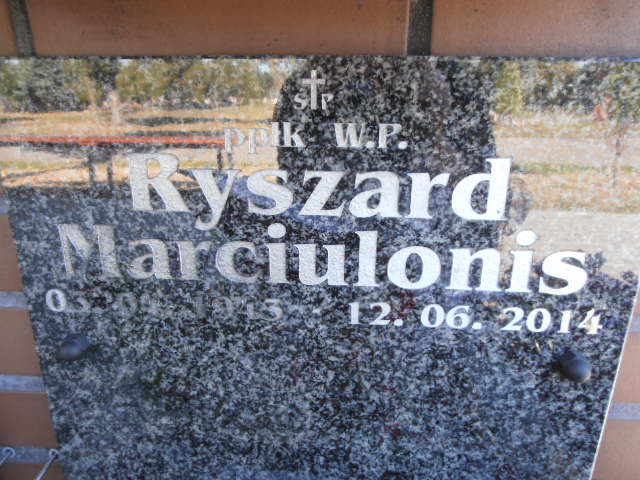 Ś P
ppłk W.P.
Ryszard
Marciulonis
12. 06. 2014